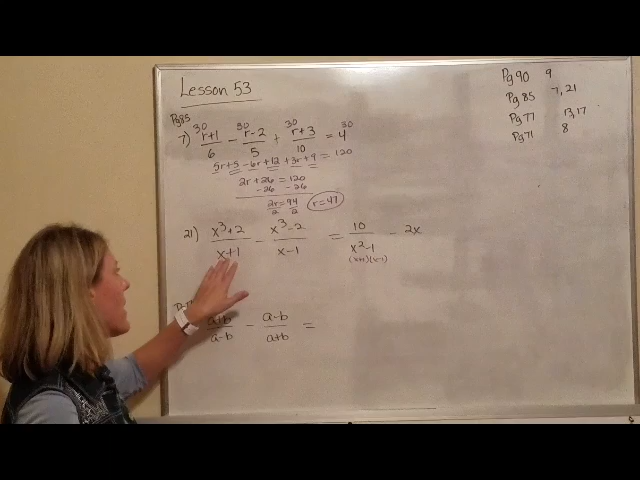 Lesson 53
Pg 90 9
Pg 85 7, 21
Pg 77 13, 17
Pg 71 8
Pg 85
30 30 30 30
7) r+1/6 - r-2/5 + r+3/10 = 4
5r+5 -6r+12 +3r+9 = 120
2r+26 = 120
-26 -26
2r/2 = 94/2 r=47
21) x³+2/x+1 - x³-2/x-1 = 10/x²-1 - 2x
(x+1)(x-1)
a+b/a-b - a-b/a+b =